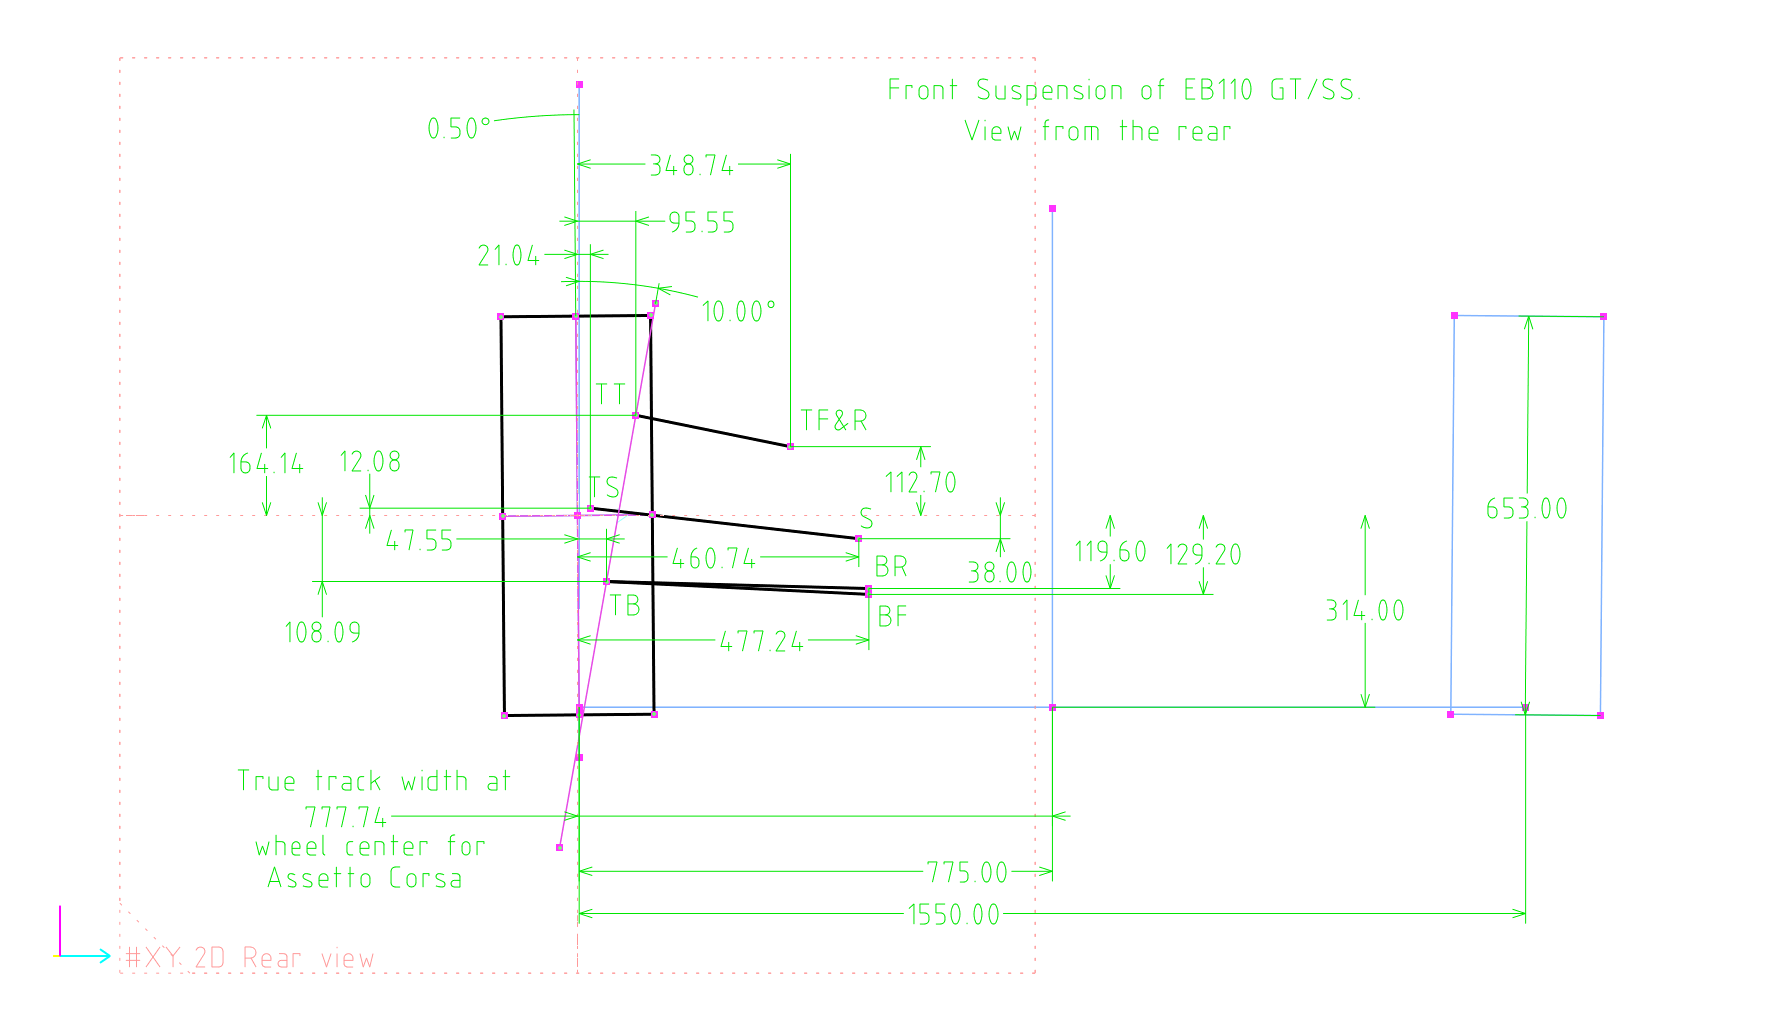 Front Suspension of EB110 GT/SS.
View from the rear
0.50°
348.74
95.55
21.04
10.00°
TT
TF&R
164.14
12.08
112.70
TS
S
653.00
47.55
460.74
BR
38.00
119.60
129.20
TB
BF
314.00
108.09
477.24
True track width at
777.74
wheel center for
Assetto Corsa
775.00
1550.00
#XY 2D Rear view